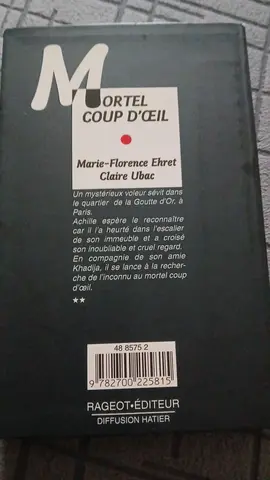 MORTEL
COUP D'ŒIL
Marie-Florence Ehret
Claire Ubac
Un mystérieux voleur sévit dans
le quartier de la Goutte d'Or, à
Paris.
Achille espère le reconnaître
car il l'a heurté dans l'escalier
de son immeuble et a croisé
son inoubliable et cruel regard.
En compagnie de son amie
Khadija, il se lance à la recher-
che de l'inconnu au mortel coup
d'œil.
**
48 8575 2
9 782700 225815
RAGEOT•ÉDITEUR
DIFFUSION HATIER